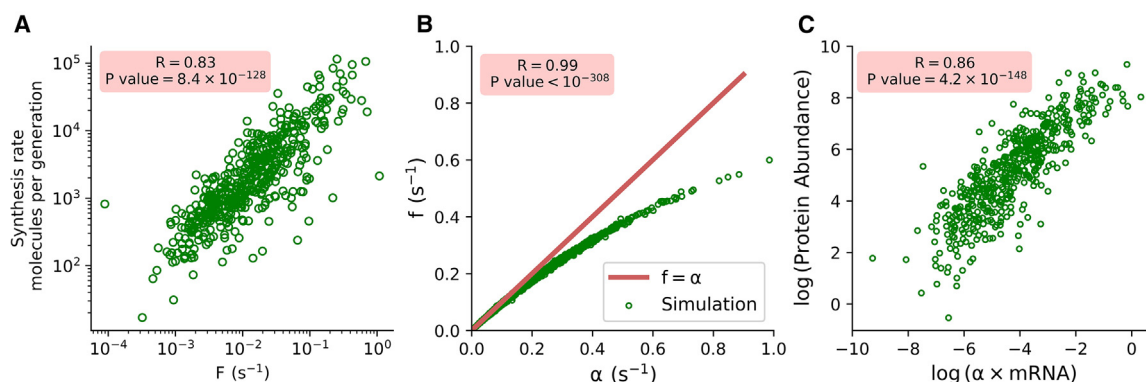 A
R = 0.83
P value = 8.4 × 10⁻¹²⁸
10⁵
10⁴
10³
10²
Synthesis rate
molecules per generation
10⁻⁴ 10⁻³ 10⁻² 10⁻¹ 10⁰
F (s⁻¹)
B
R = 0.99
P value < 10⁻³⁰⁸
1.0
0.8
0.6
0.4
0.2
0.0
f (s⁻¹)
f = α
Simulation
0.0 0.2 0.4 0.6 0.8 1.0
α (s⁻¹)
C
R = 0.86
P value = 4.2 × 10⁻¹⁴⁸
10
8
6
4
2
0
log (Protein Abundance)
−10 −8 −6 −4 −2 0
log (α × mRNA)